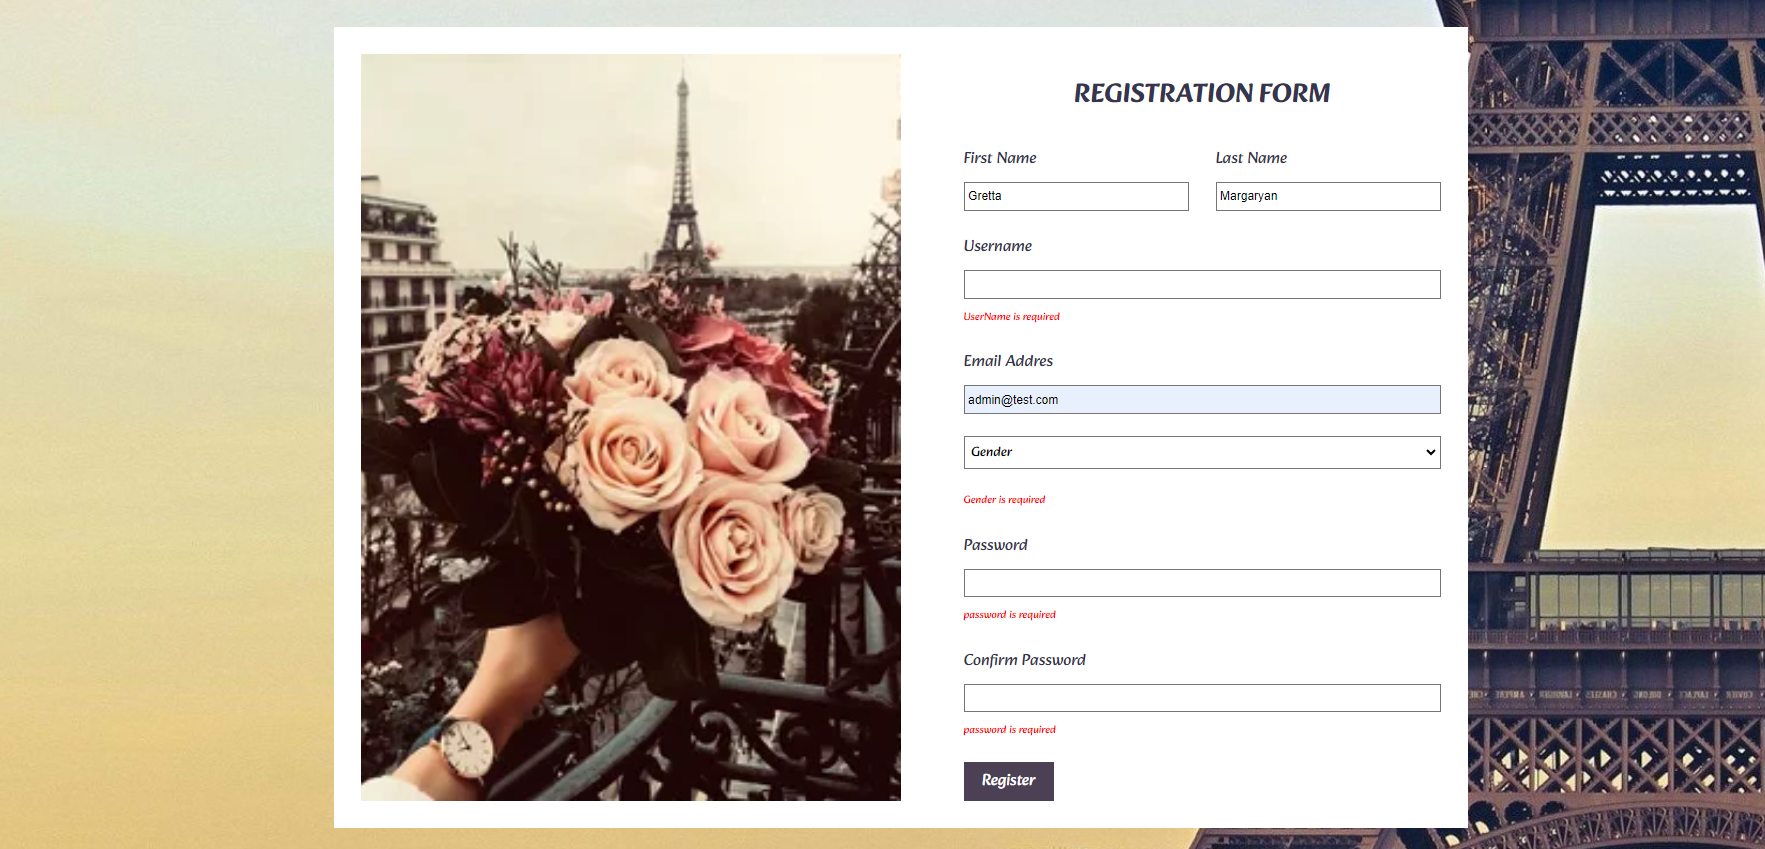 REGISTRATION FORM
First Name Last Name
Gretta Margaryan
Username
UserName is required
Email Addres
admin@test.com
Gender
Gender is required
Password
password is required
Confirm Password
password is required
Register